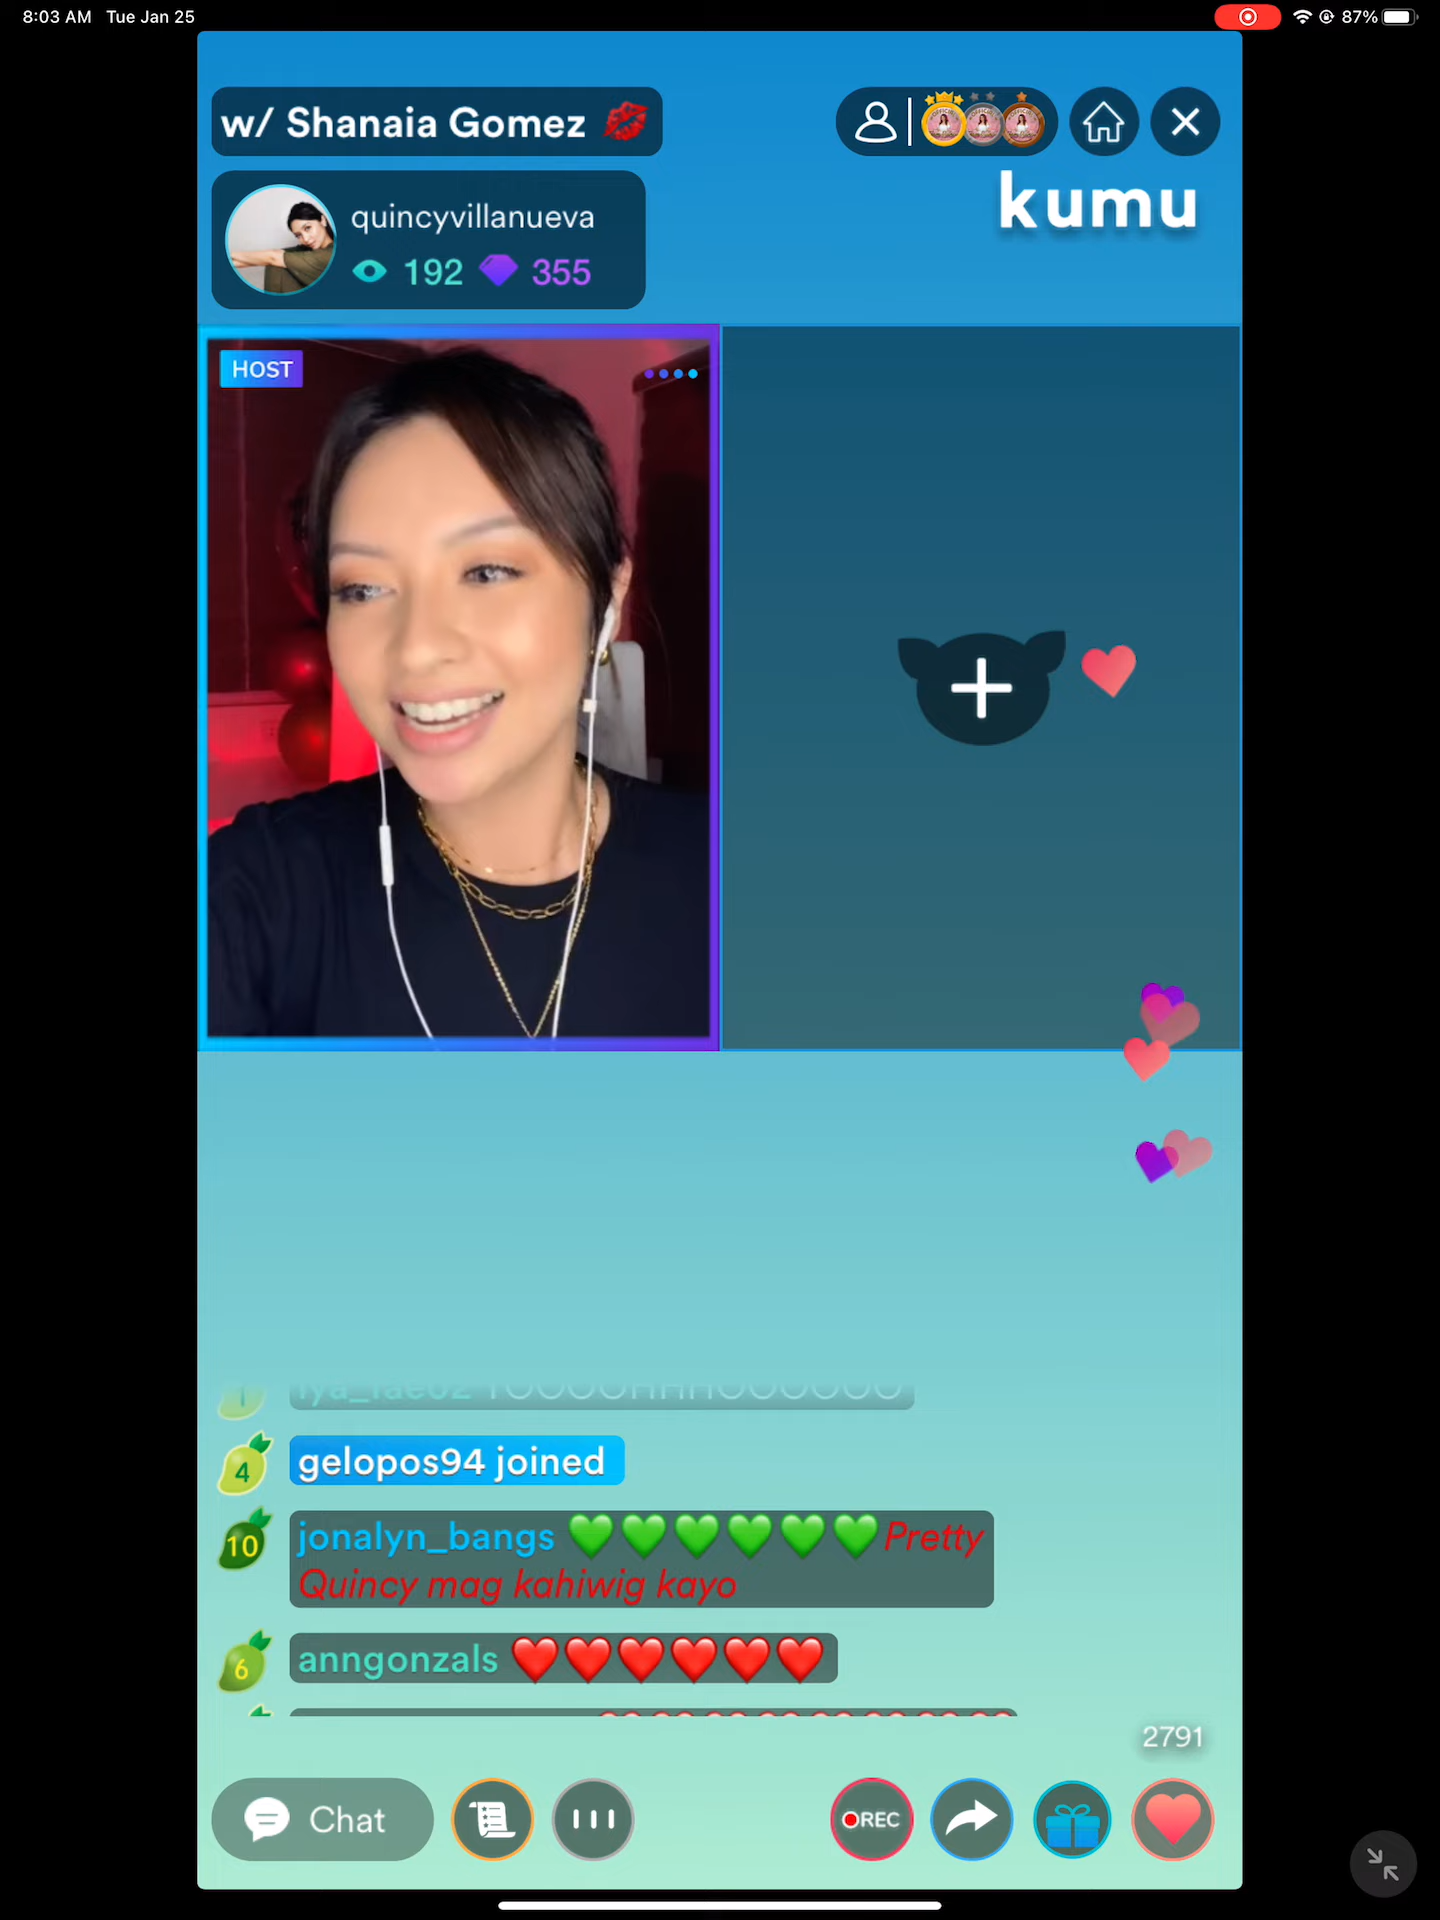 8:03 AM Tue Jan 25
87%
w/ Shanaia Gomez 💋
kumu
quincyvillanueva
192 355
HOST
1
4 gelopos94 joined
10 jonalyn_bangs 💚💚💚💚💚💚Pretty
Quincy mag kahiwig kayo
6 anngonzals ❤️❤️❤️❤️❤️❤️
2791
Chat
REC